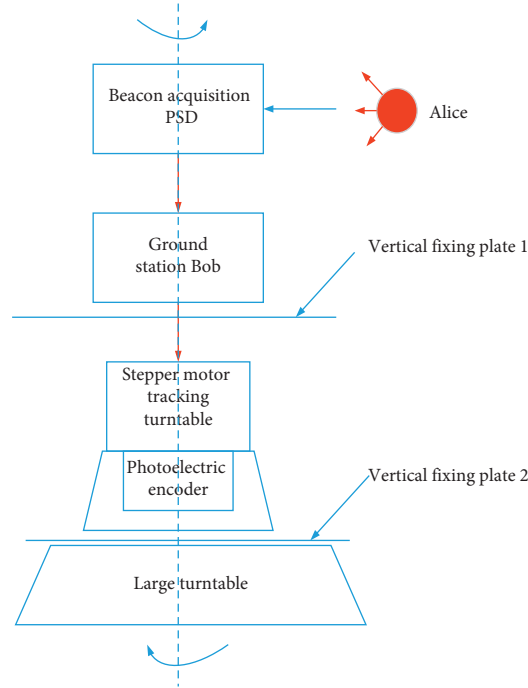 Beacon acquisition
PSD
Alice
Ground
station Bob
Vertical fixing plate 1
Stepper motor
tracking
turntable
Photoelectric
encoder
Vertical fixing plate 2
Large turntable